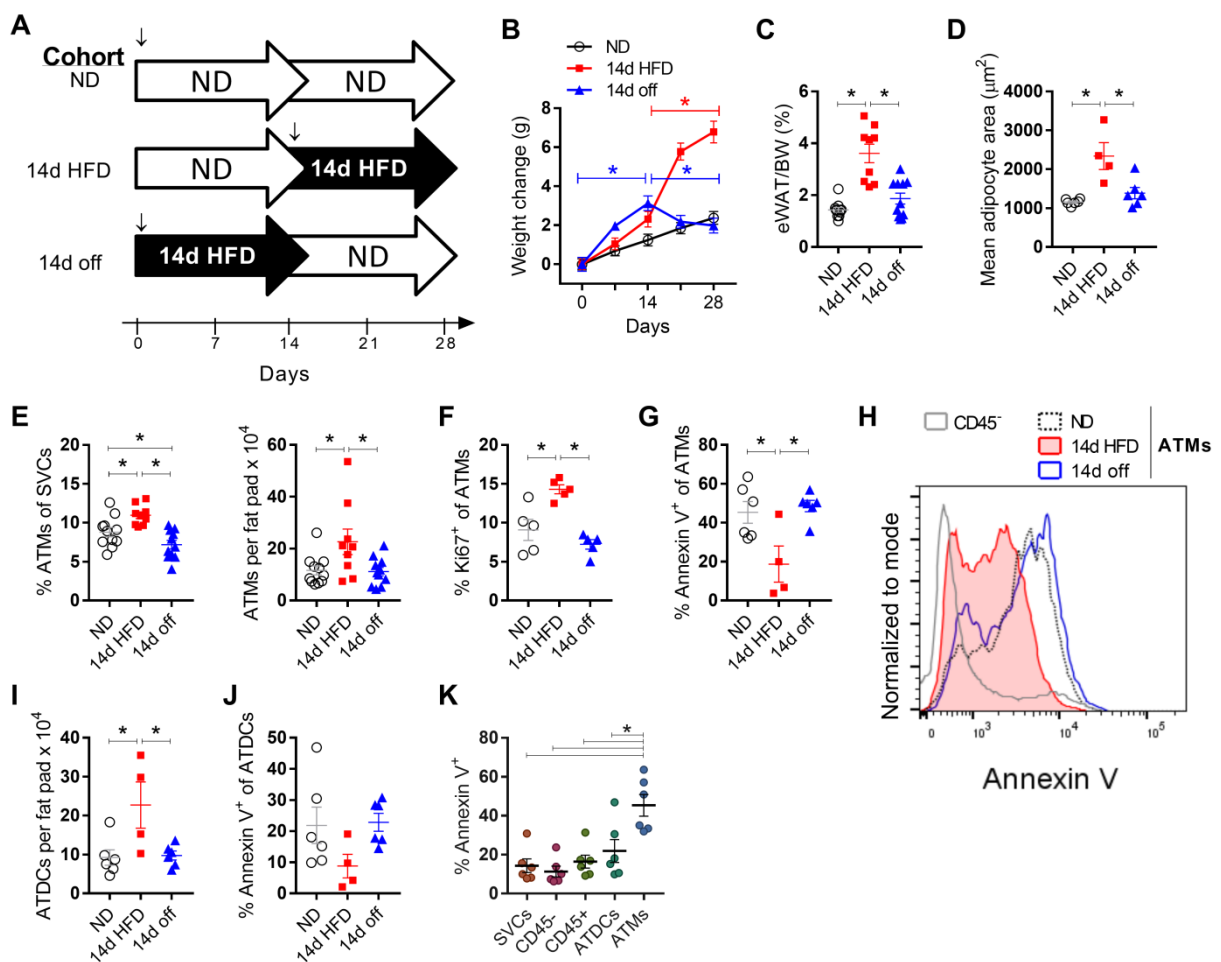 A
Cohort
ND
ND
ND
14d HFD
ND
14d HFD
14d off
14d HFD
ND
0 7 14 21 28
Days
B
ND
14d HFD
14d off
Weight change (g)
8
6
4
2
0
*
*
*
0 14 28
Days
C
eWAT/BW (%)
6
4
2
0
* *
ND
14d HFD
14d off
D
Mean adipocyte area (μm²)
4000
3000
2000
1000
0
* *
ND
14d HFD
14d off
E
% ATMs of SVCs
20
15
10
5
0
*
* *
ND
14d HFD
14d off
ATMs per fat pad x 10⁴
60
40
20
0
* *
ND
14d HFD
14d off
F
% Ki67⁺ of ATMs
20
15
10
5
0
* *
ND
14d HFD
14d off
G
% Annexin V⁺ of ATMs
80
60
40
20
0
* *
ND
14d HFD
14d off
H
CD45⁻
ND
14d HFD
14d off
ATMs
Normalized to mode
0 10³ 10⁴ 10⁵
Annexin V
I
ATDCs per fat pad x 10⁴
40
30
20
10
0
* *
ND
14d HFD
14d off
J
% Annexin V⁺ of ATDCs
50
40
30
20
10
0
ND
14d HFD
14d off
K
% Annexin V⁺
80
60
40
20
0
*
SVCs
CD45-
CD45+
ATDCs
ATMs